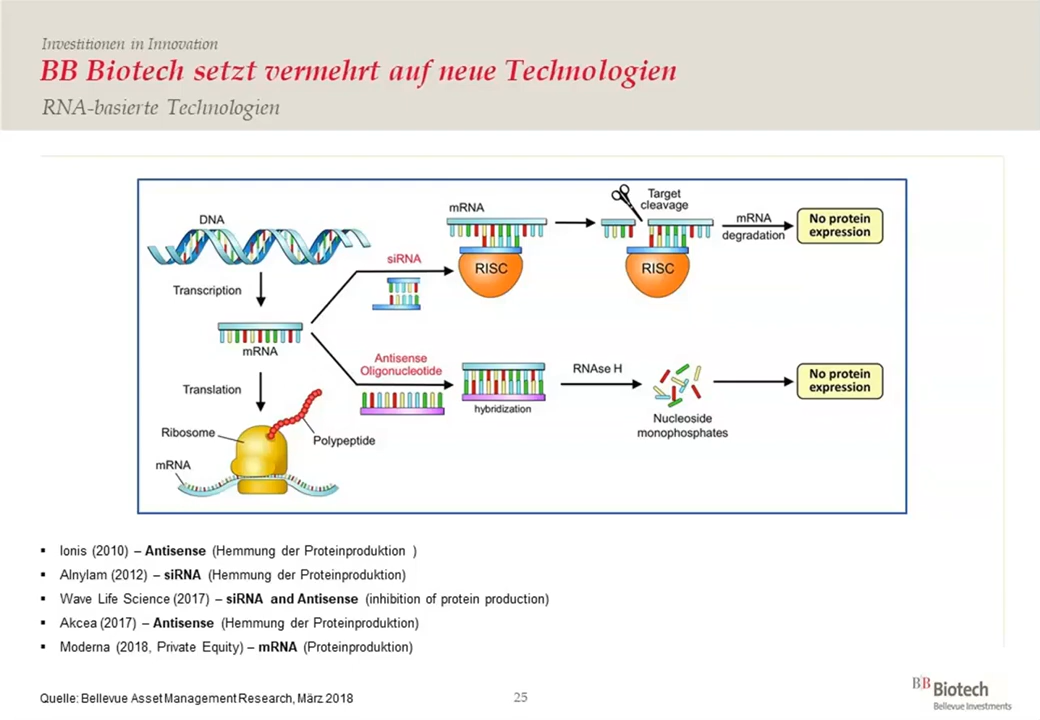 Investitionen in Innovation
BB Biotech setzt vermehrt auf neue Technologien
RNA-basierte Technologien
DNA
Transcription
mRNA
Translation
Ribosome
Polypeptide
mRNA
siRNA
mRNA
RISC
Target
cleavage
RISC
mRNA
degradation
No protein
expression
Antisense
Oligonucleotide
hybridization
RNAse H
Nucleoside
monophosphates
No protein
expression
▪ Ionis (2010) – Antisense (Hemmung der Proteinproduktion )
▪ Alnylam (2012) – siRNA (Hemmung der Proteinproduktion)
▪ Wave Life Science (2017) – siRNA and Antisense (inhibition of protein production)
▪ Akcea (2017) – Antisense (Hemmung der Proteinproduktion)
▪ Moderna (2018, Private Equity) – mRNA (Proteinproduktion)
Quelle: Bellevue Asset Management Research, März 2018
25
BB Biotech
Bellevue Investments